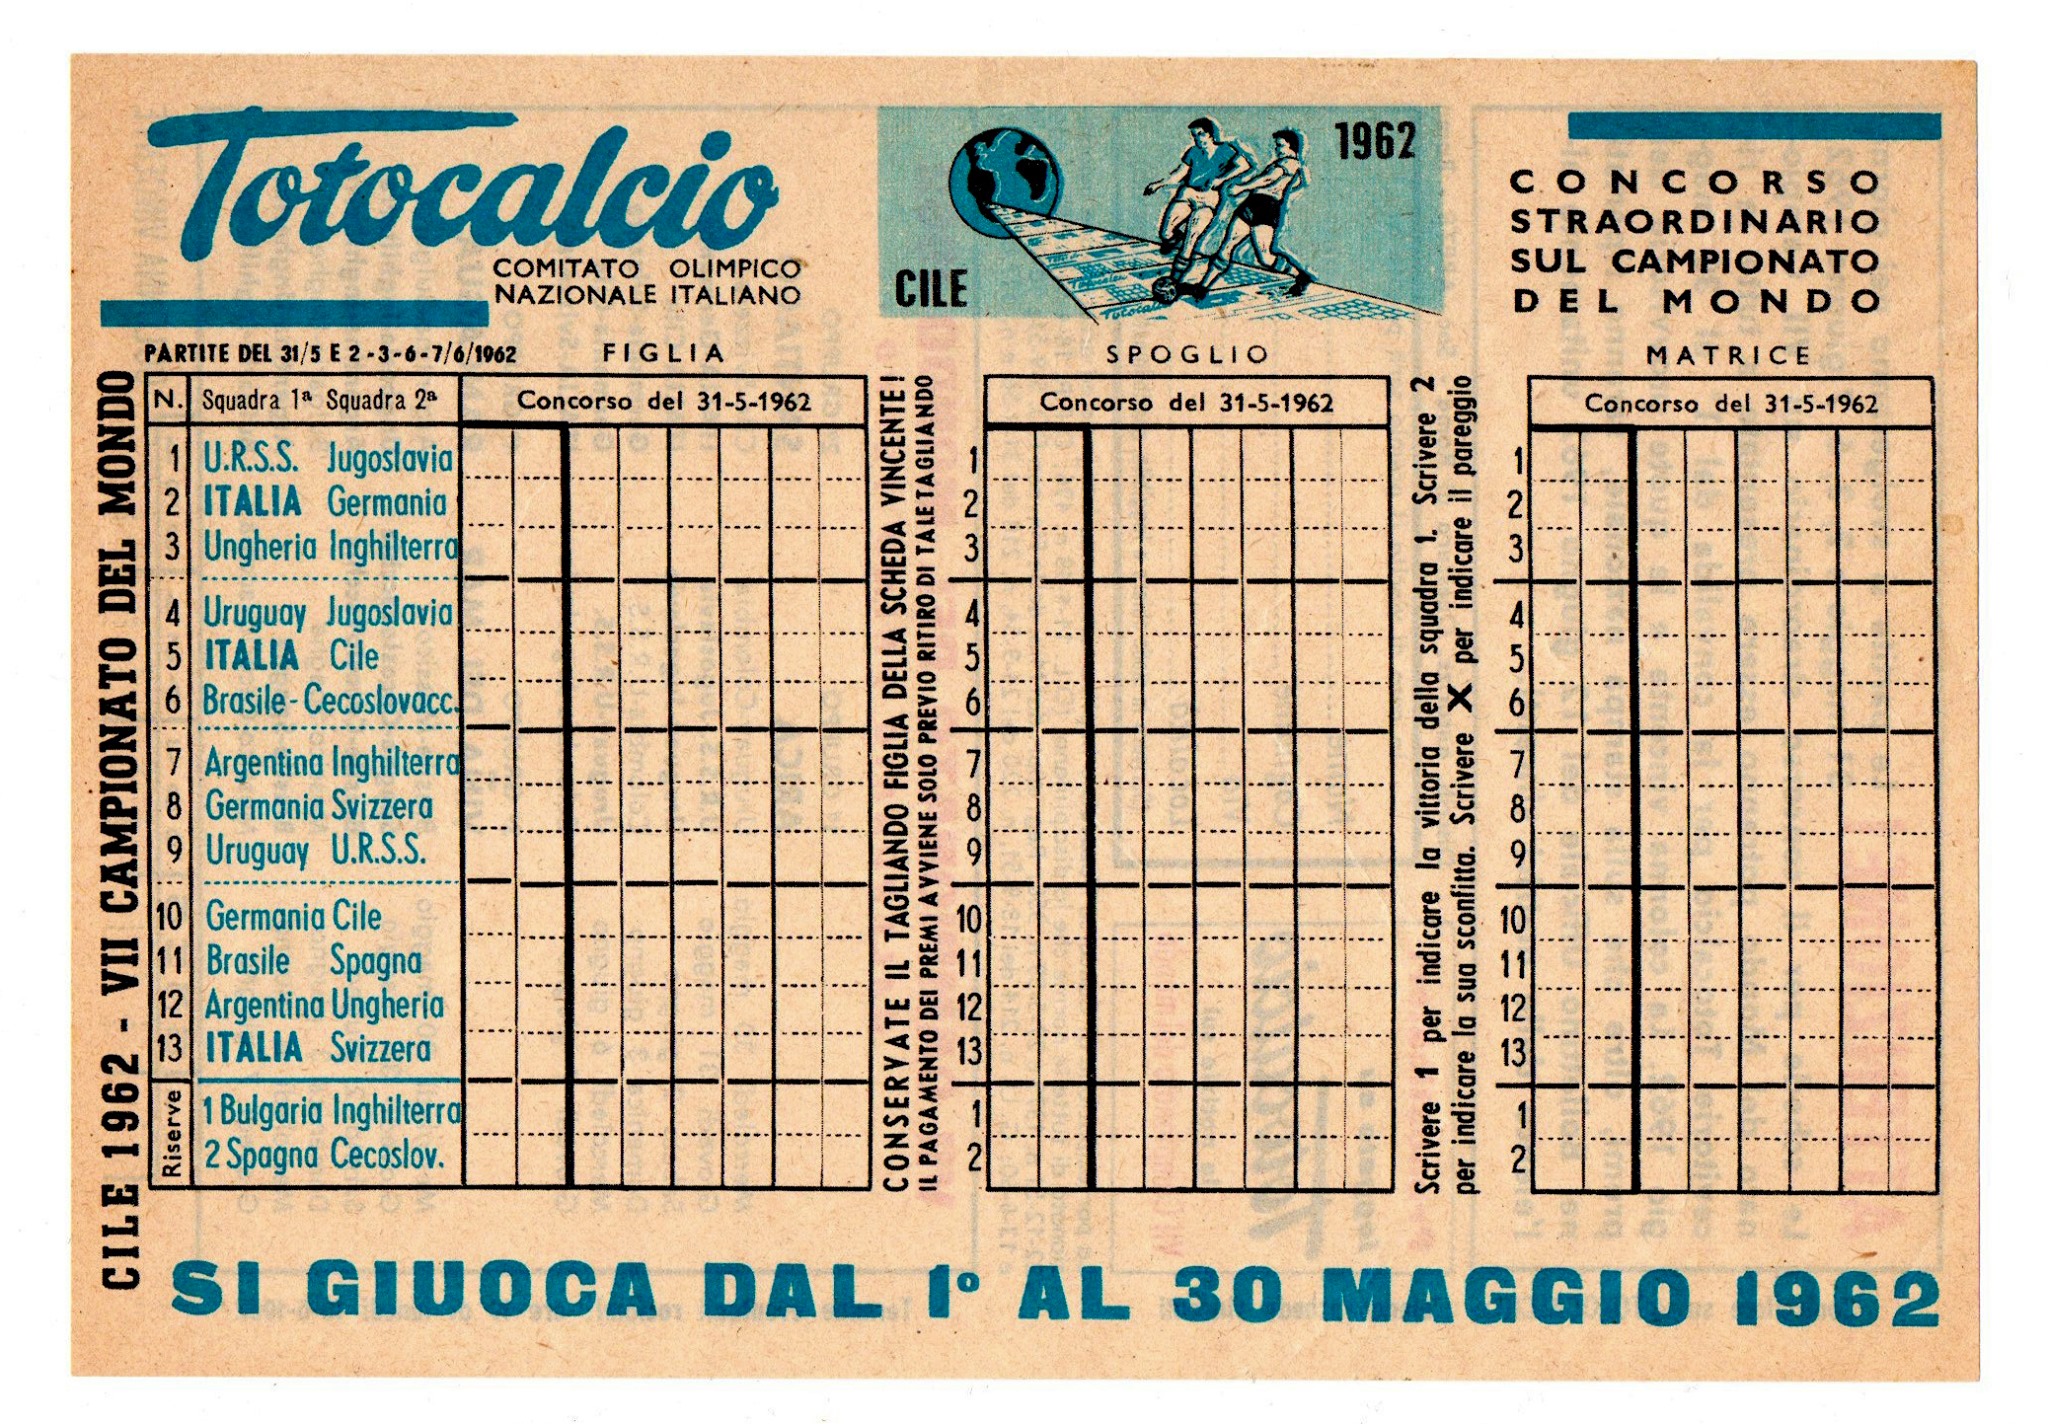 Totocalcio
COMITATO OLIMPICO
NAZIONALE ITALIANO
1962
CILE
CONCORSO
STRAORDINARIO
SUL CAMPIONATO
DEL MONDO
CILE 1962 - VII CAMPIONATO DEL MONDO
PARTITE DEL 31/5 E 2-3-6-7/6/1962
FIGLIA
N. Squadra 1ª Squadra 2ª Concorso del 31-5-1962
1 U.R.S.S. Jugoslavia
2 ITALIA Germania
3 Ungheria Inghilterra
4 Uruguay Jugoslavia
5 ITALIA Cile
6 Brasile-Cecoslovacc.
7 Argentina Inghilterra
8 Germania Svizzera
9 Uruguay U.R.S.S.
10 Germania Cile
11 Brasile Spagna
12 Argentina Ungheria
13 ITALIA Svizzera
Riserve
1 Bulgaria Inghilterra
2 Spagna Cecoslov.
CONSERVATE IL TAGLIANDO FIGLIA DELLA SCHEDA VINCENTE!
IL PAGAMENTO DEI PREMI AVVIENE SOLO PREVIO RITIRO DI TALE TAGLIANDO
SPOGLIO
Concorso del 31-5-1962
1
2
3
4
5
6
7
8
9
10
11
12
13
1
2
Scrivere 1 per indicare la vittoria della squadra 1. Scrivere 2
per indicare la sua sconfitta. Scrivere X per indicare il pareggio
MATRICE
Concorso del 31-5-1962
1
2
3
4
5
6
7
8
9
10
11
12
13
1
2
SI GIUOCA DAL 1º AL 30 MAGGIO 1962